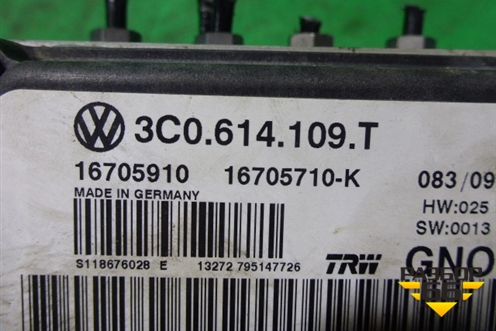 3C0.614.109.T
16705910 16705710-K 083/09
MADE IN GERMANY HW:025
SW:0013
S118676028 E 13272 795147726 TRW GNO